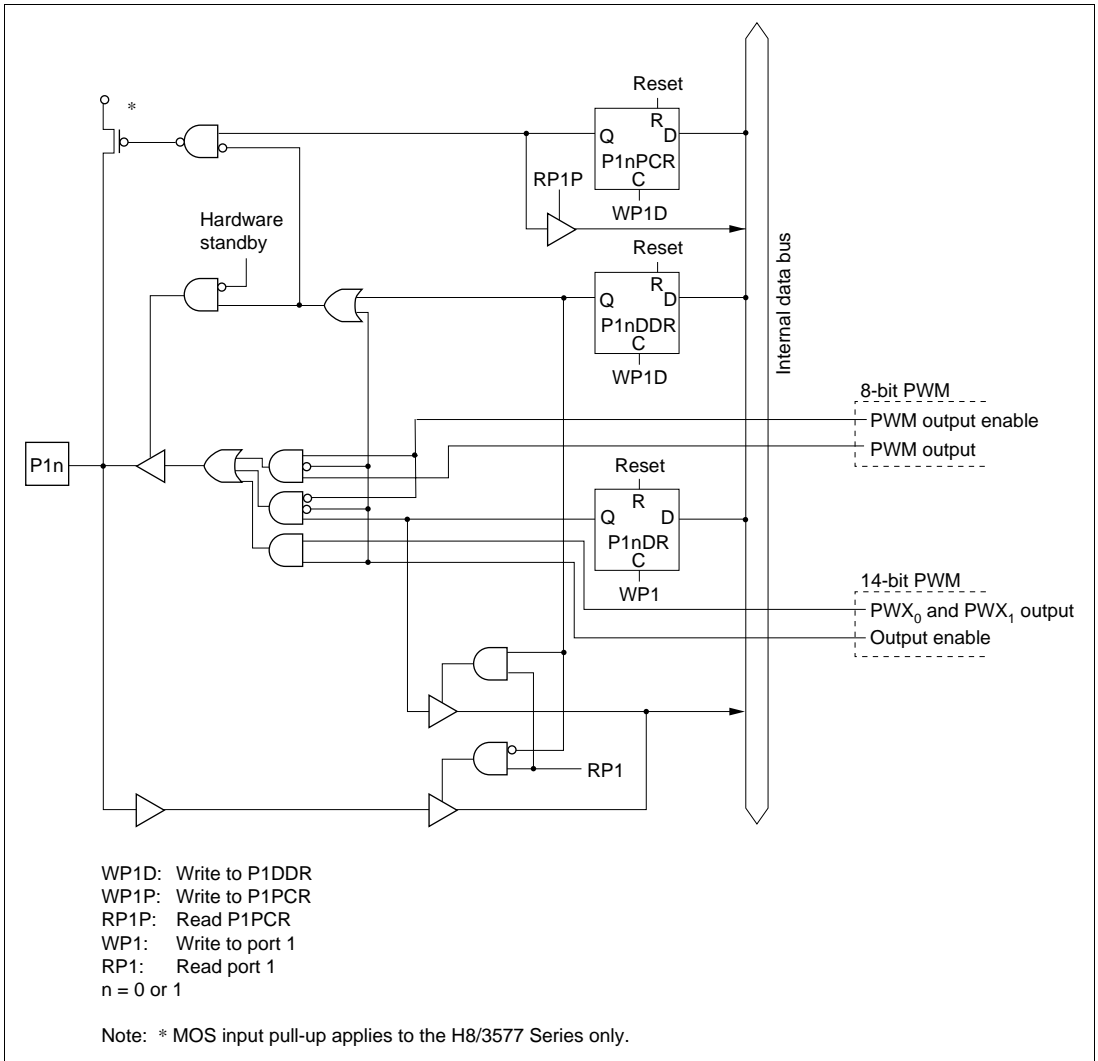 Reset
*
R
Q
D
P1nPCR
C
RP1P
WP1D
Hardware
standby
Reset
R
Q
D
P1nDDR
C
WP1D
Internal data bus
8-bit PWM
PWM output enable
PWM output
P1n
Reset
R
Q
D
P1nDR
C
WP1
14-bit PWM
PWX0 and PWX1 output
Output enable
RP1
WP1D: Write to P1DDR
WP1P: Write to P1PCR
RP1P: Read P1PCR
WP1: Write to port 1
RP1: Read port 1
n = 0 or 1
Note: * MOS input pull-up applies to the H8/3577 Series only.